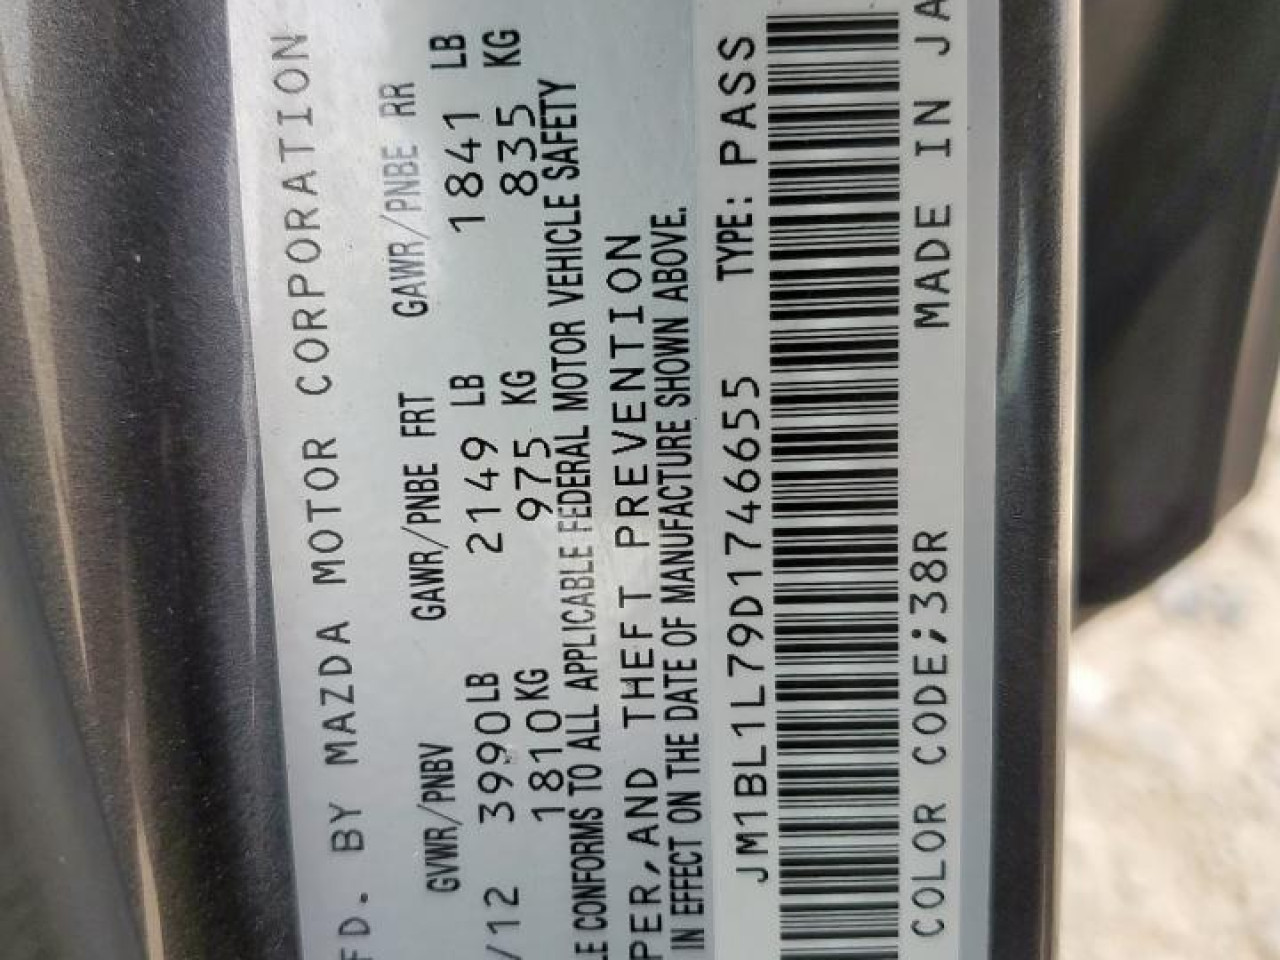 FD. BY MAZDA MOTOR CORPORATION
GVWR/PNBV GAWR/PNBE FRT GAWR/PNBE RR
/12 3990LB 2149 LB 1841 LB
1810KG 975 KG 835 KG
LE CONFORMS TO ALL APPLICABLE FEDERAL MOTOR VEHICLE SAFETY
PER, AND THEFT PREVENTION
IN EFFECT ON THE DATE OF MANUFACTURE SHOWN ABOVE.
JM1BL1L79D1746655 TYPE: PASS
COLOR CODE;38R MADE IN JA